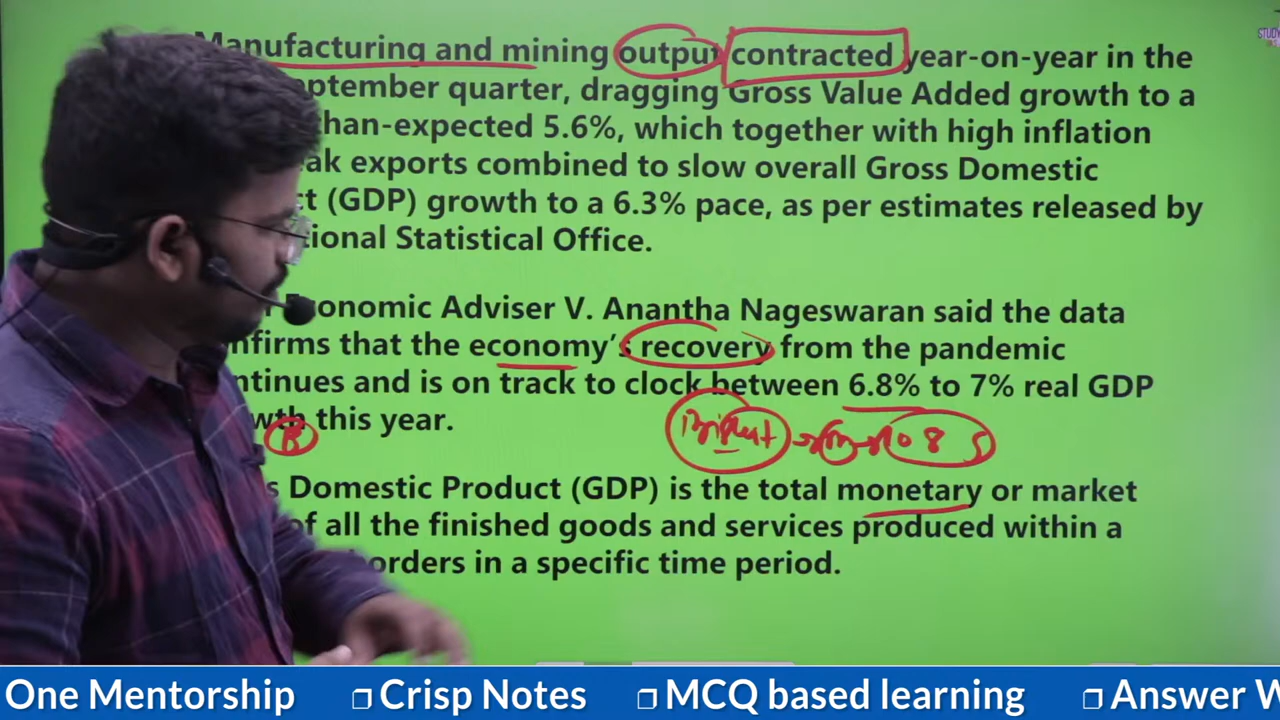 Manufacturing and mining output contracted year-on-year in the
ptember quarter, dragging Gross Value Added growth to a
han-expected 5.6%, which together with high inflation
ak exports combined to slow overall Gross Domestic
ct (GDP) growth to a 6.3% pace, as per estimates released by
tional Statistical Office.
Economic Adviser V. Anantha Nageswaran said the data
nfirms that the economy's recovery from the pandemic
ntinues and is on track to clock between 6.8% to 7% real GDP
wth this year.
B
s Domestic Product (GDP) is the total monetary or market
of all the finished goods and services produced within a
orders in a specific time period.
STUDY
One Mentorship ❐ Crisp Notes ❐ MCQ based learning ❐ Answer W